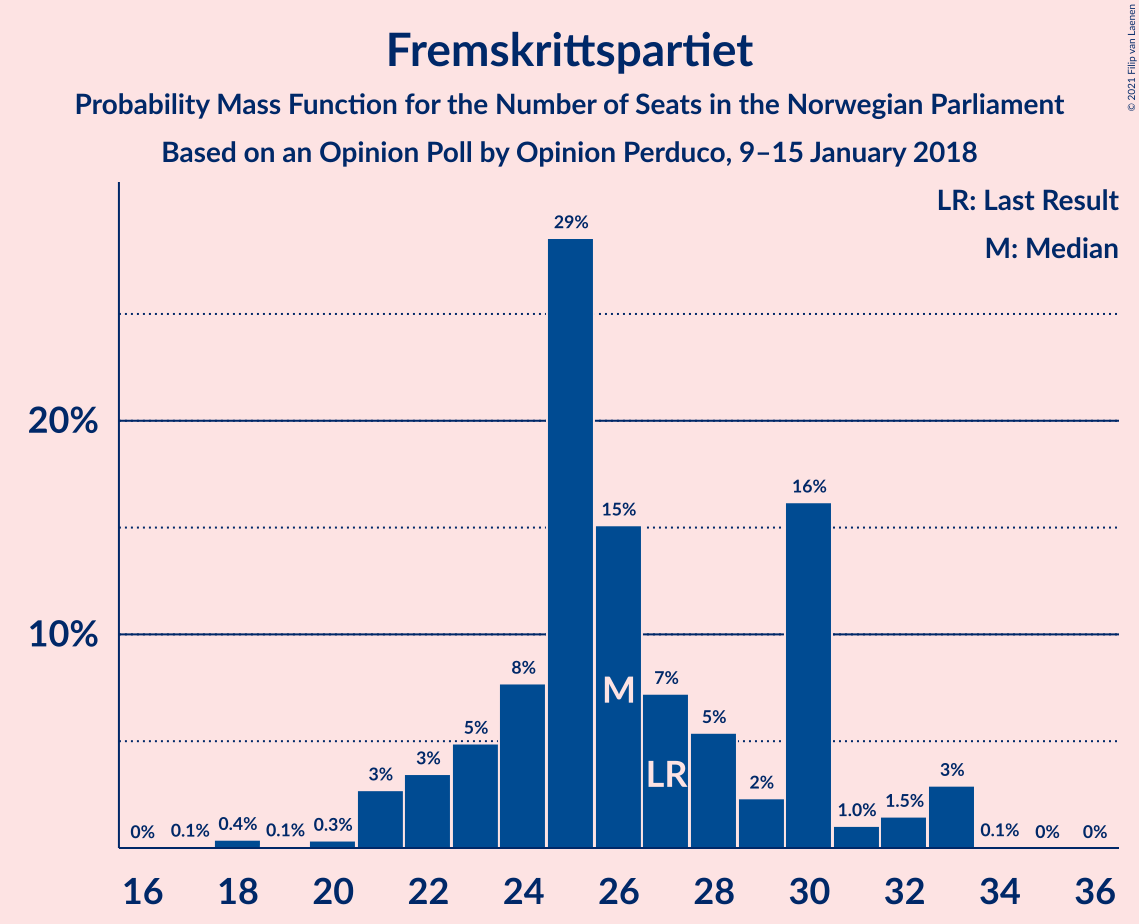 Fremskrittspartiet
Probability Mass Function for the Number of Seats in the Norwegian Parliament
Based on an Opinion Poll by Opinion Perduco, 9–15 January 2018
© 2021 Filip van Laenen
LR: Last Result
M: Median
20%
10%
0%
0.1%
0.4%
0.1%
0.3%
3%
3%
5%
8%
29%
15%
7%
5%
2%
16%
1.0%
1.5%
3%
0.1%
0%
0%
M
LR
16 18 20 22 24 26 28 30 32 34 36